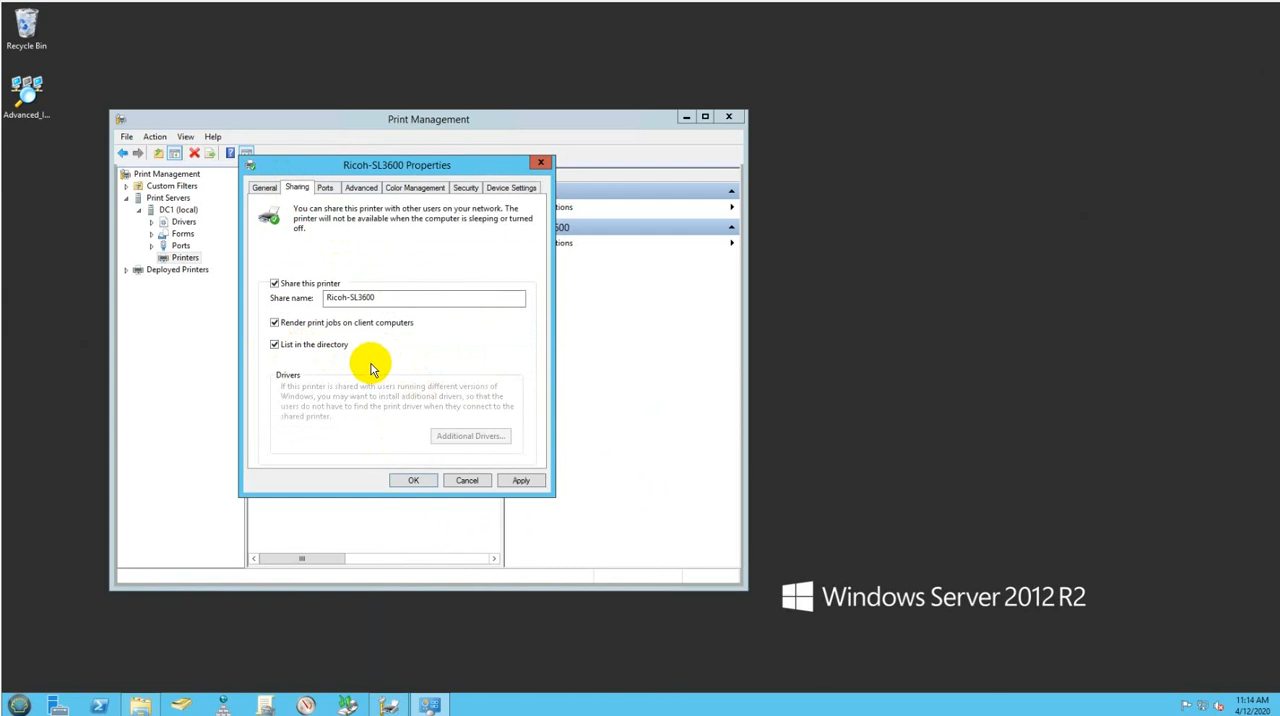 Recycle Bin
Advanced_I...
Print Management
File Action View Help
Print Management
Custom Filters
Print Servers
DC1 (local)
Drivers
Forms
Ports
Printers
Deployed Printers
Ricoh-SL3600 Properties
General Sharing Ports Advanced Color Management Security Device Settings
You can share this printer with other users on your network. The
printer will not be available when the computer is sleeping or turned
off.
Share this printer
Share name: Ricoh-SL3600
Render print jobs on client computers
List in the directory
Drivers
If this printer is shared with users running different versions of
Windows, you may want to install additional drivers, so that the
users do not have to find the print driver when they connect to the
shared printer.
Additional Drivers...
OK Cancel Apply
tions
600
tions
Windows Server 2012 R2
11:14 AM
4/12/2020